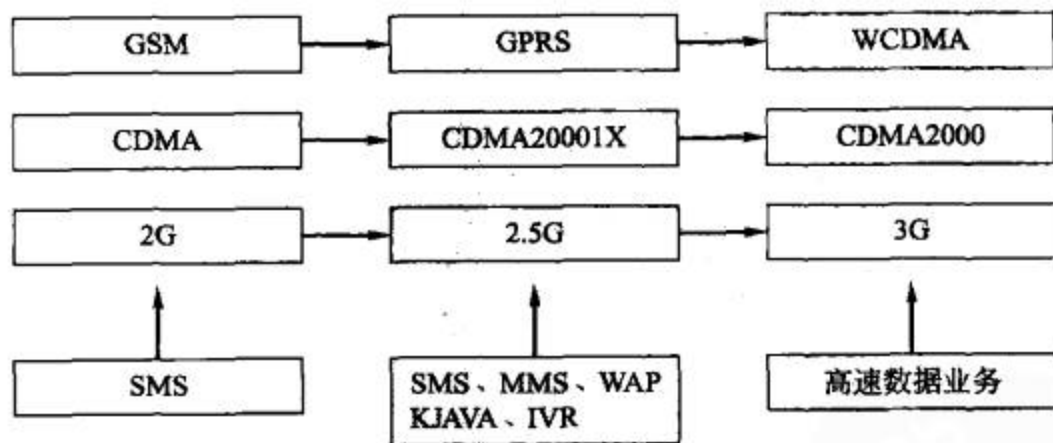 GSM
GPRS
WCDMA
CDMA
CDMA20001X
CDMA2000
2G
2.5G
3G
SMS
SMS、MMS、WAP
KJAVA、IVR
高速数据业务